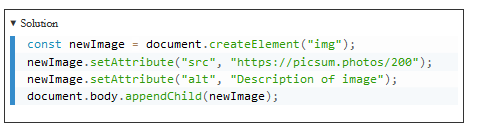 Solution
const newImage = document.createElement("img");
newImage.setAttribute("src", "https://picsum.photos/200");
newImage.setAttribute("alt", "Description of image");
document.body.appendChild(newImage);